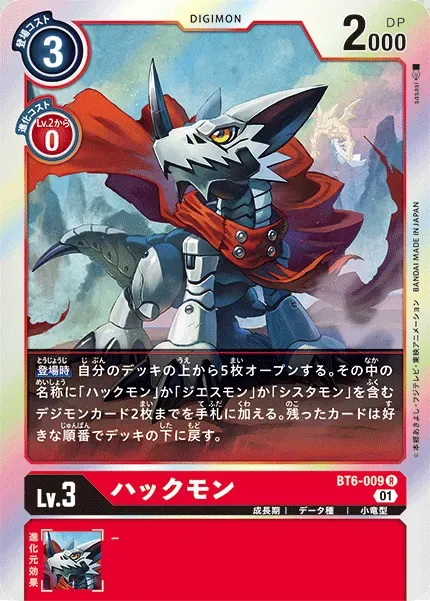 登場コスト
3
DIGIMON
2000
DP
進化コスト
Lv.2から
0
sasasi
©本郷あきよし・フジテレビ・東映アニメーション BANDAI MADE IN JAPAN
登場時 自分のデッキの上から5枚オープンする。その中の
名称に「ハックモン」か「ジエスモン」か「シスタモン」を含む
デジモンカード2枚までを手札に加える。残ったカードは好
きな順番でデッキの下に戻す。
Lv.3
ハックモン
BT6-009 R
01
成長期 | データ種 | 小竜型
進化元効果
–